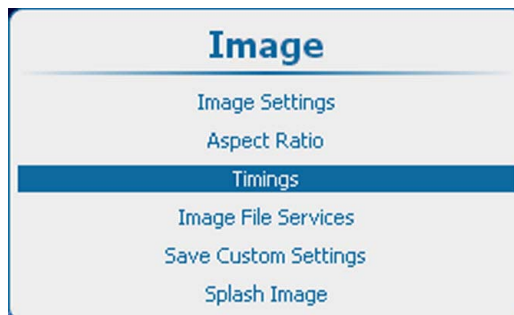 Image
Image Settings
Aspect Ratio
Timings
Image File Services
Save Custom Settings
Splash Image